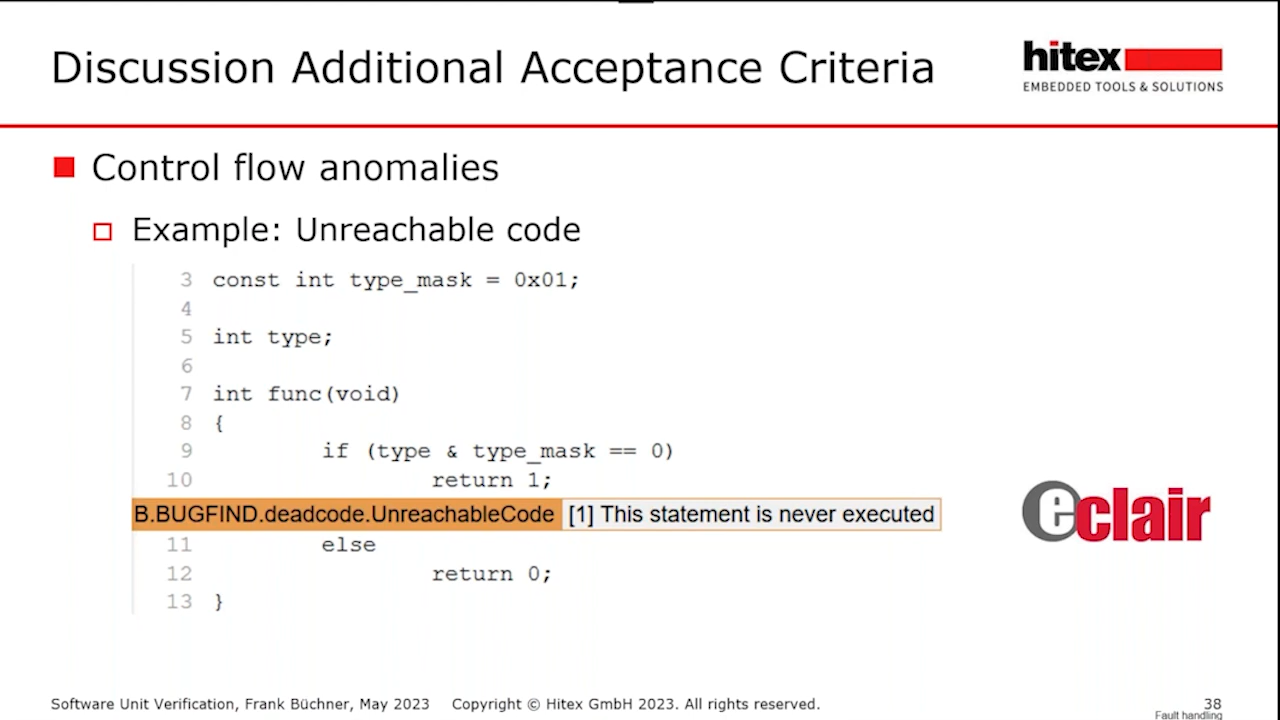 Discussion Additional Acceptance Criteria
hitex
EMBEDDED TOOLS & SOLUTIONS
Control flow anomalies
Example: Unreachable code
3 const int type_mask = 0x01;
4
5 int type;
6
7 int func(void)
8 {
9 if (type & type_mask == 0)
10 return 1;
B.BUGFIND.deadcode.UnreachableCode [1] This statement is never executed
11 else
12 return 0;
13 }
eclair
Software Unit Verification, Frank Büchner, May 2023 Copyright © Hitex GmbH 2023. All rights reserved. 38
Fault handling